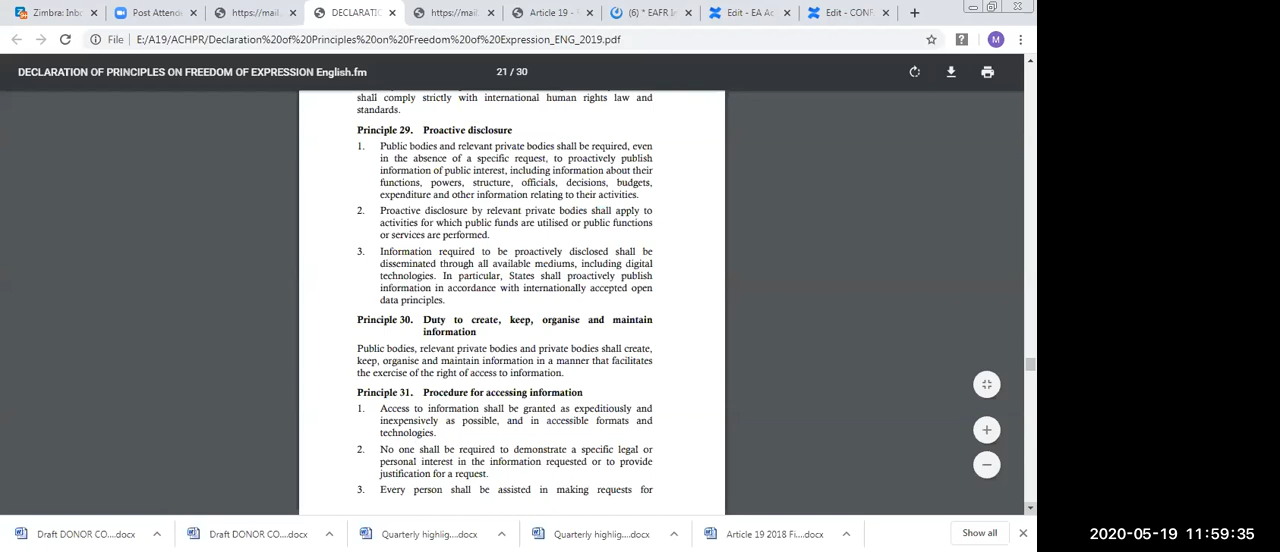 Zimbra: Inbo
Post Attende
https://mail.
DECLARATIO
https://mail.
Article 19 - A
(6) * EAFR In
Edit - EA Ac
Edit - CONF
File
E:/A19/ACHPR/Declaration%20of%20Principles%20on%20Freedom%20of%20Expression_ENG_2019.pdf
M
DECLARATION OF PRINCIPLES ON FREEDOM OF EXPRESSION English.fm
21 / 30
shall comply strictly with international human rights law and
standards.
Principle 29. Proactive disclosure
1. Public bodies and relevant private bodies shall be required, even
in the absence of a specific request, to proactively publish
information of public interest, including information about their
functions, powers, structure, officials, decisions, budgets,
expenditure and other information relating to their activities.
2. Proactive disclosure by relevant private bodies shall apply to
activities for which public funds are utilised or public functions
or services are performed.
3. Information required to be proactively disclosed shall be
disseminated through all available mediums, including digital
technologies. In particular, States shall proactively publish
information in accordance with internationally accepted open
data principles.
Principle 30. Duty to create, keep, organise and maintain
information
Public bodies, relevant private bodies and private bodies shall create,
keep, organise and maintain information in a manner that facilitates
the exercise of the right of access to information.
Principle 31. Procedure for accessing information
1. Access to information shall be granted as expeditiously and
inexpensively as possible, and in accessible formats and
technologies.
2. No one shall be required to demonstrate a specific legal or
personal interest in the information requested or to provide
justification for a request.
3. Every person shall be assisted in making requests for
Draft DONOR CO....docx
Draft DONOR CO....docx
Quarterly highlig....docx
Quarterly highlig....docx
Article 19 2018 Fi....docx
Show all
2020-05-19 11:59:35